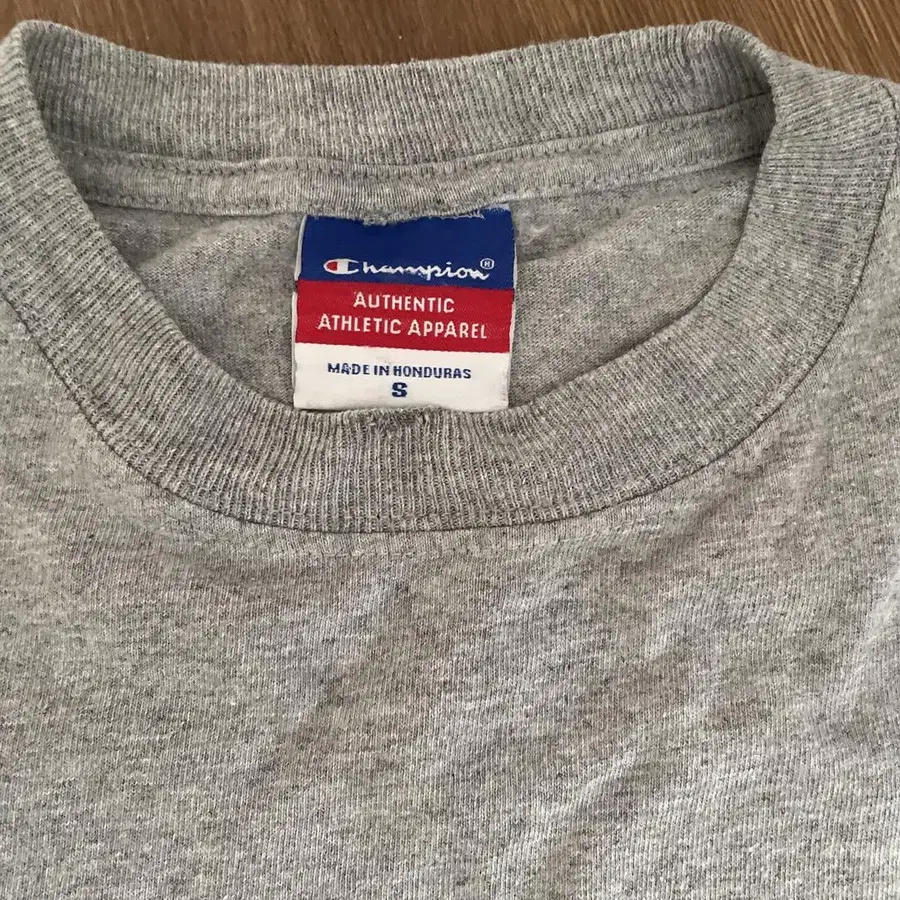 Champion®
AUTHENTIC
ATHLETIC APPAREL
MADE IN HONDURAS
S